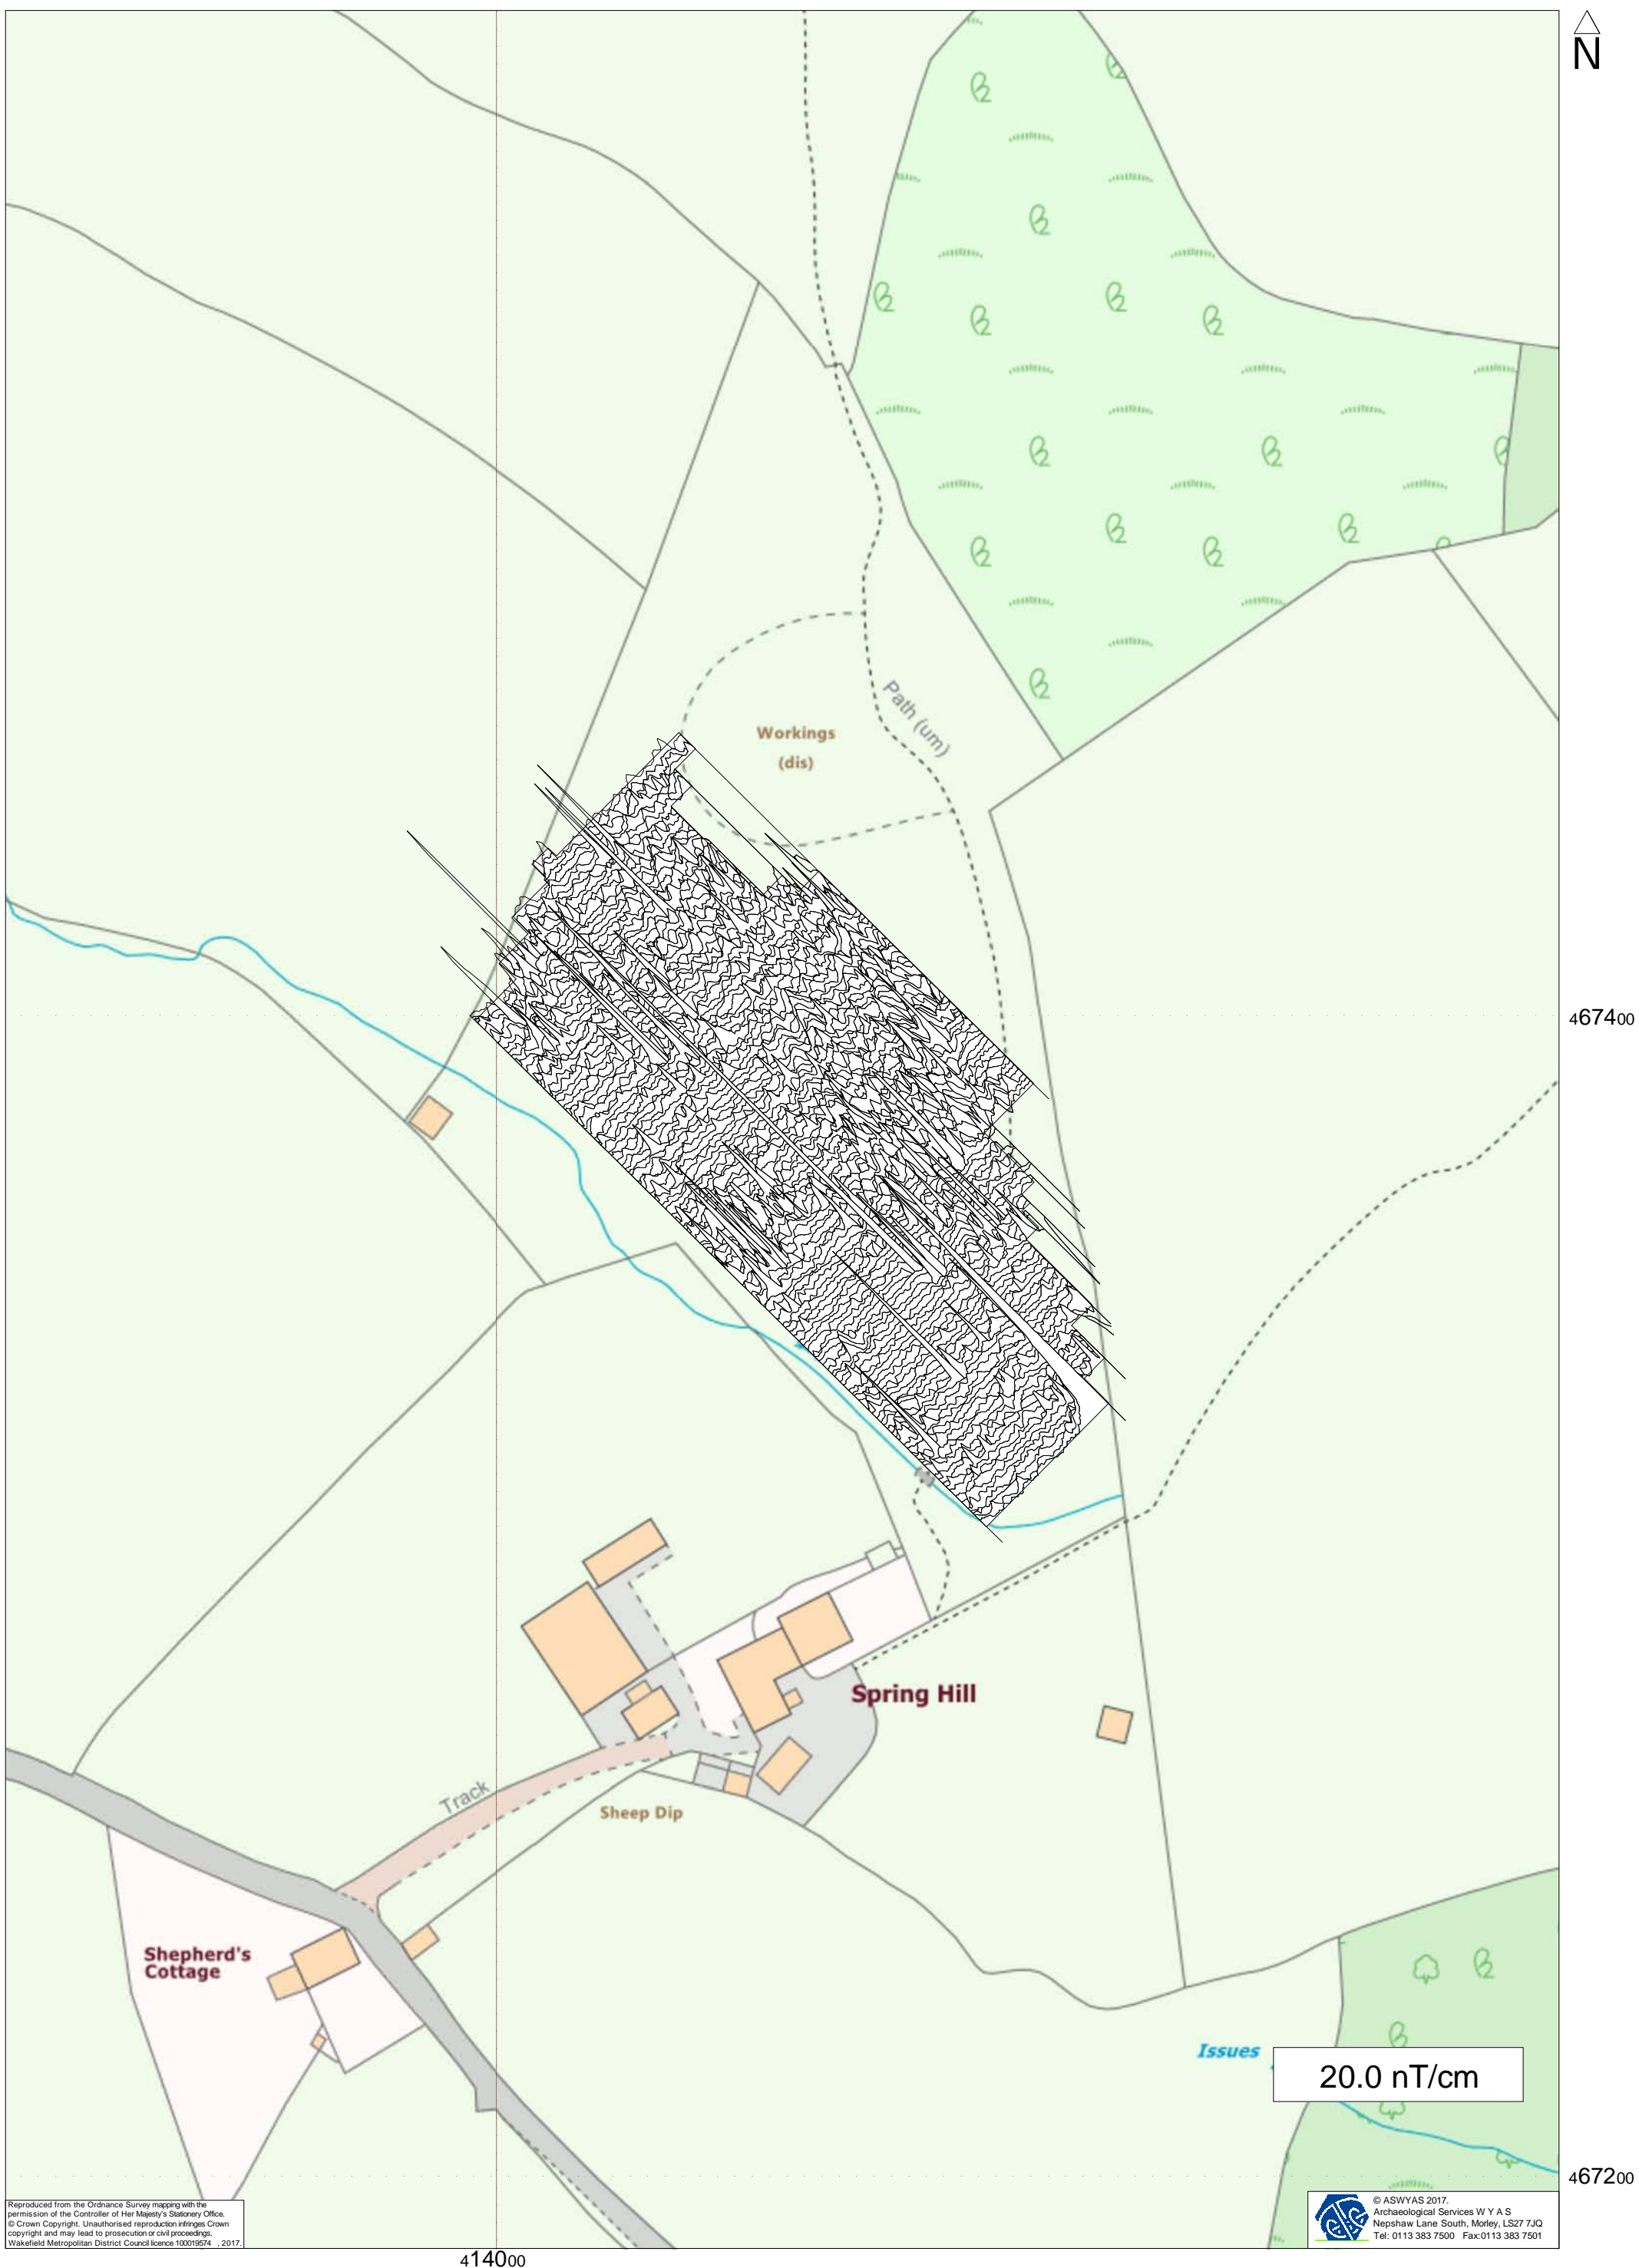 N
Workings
(dis)
Path (um)
467400
Spring Hill
Track
Sheep Dip
Shepherd's
Cottage
Issues
20.0 nT/cm
467200
Reproduced from the Ordnance Survey mapping with the
permission of the Controller of Her Majesty's Stationery Office.
© Crown Copyright. Unauthorised reproduction infringes Crown
copyright and may lead to prosecution or civil proceedings.
Wakefield Metropolitan District Council licence 100019574 , 2017.
© ASWYAS 2017.
Archaeological Services W Y A S
Nepshaw Lane South, Morley, LS27 7JQ
Tel: 0113 383 7500 Fax:0113 383 7501
414000